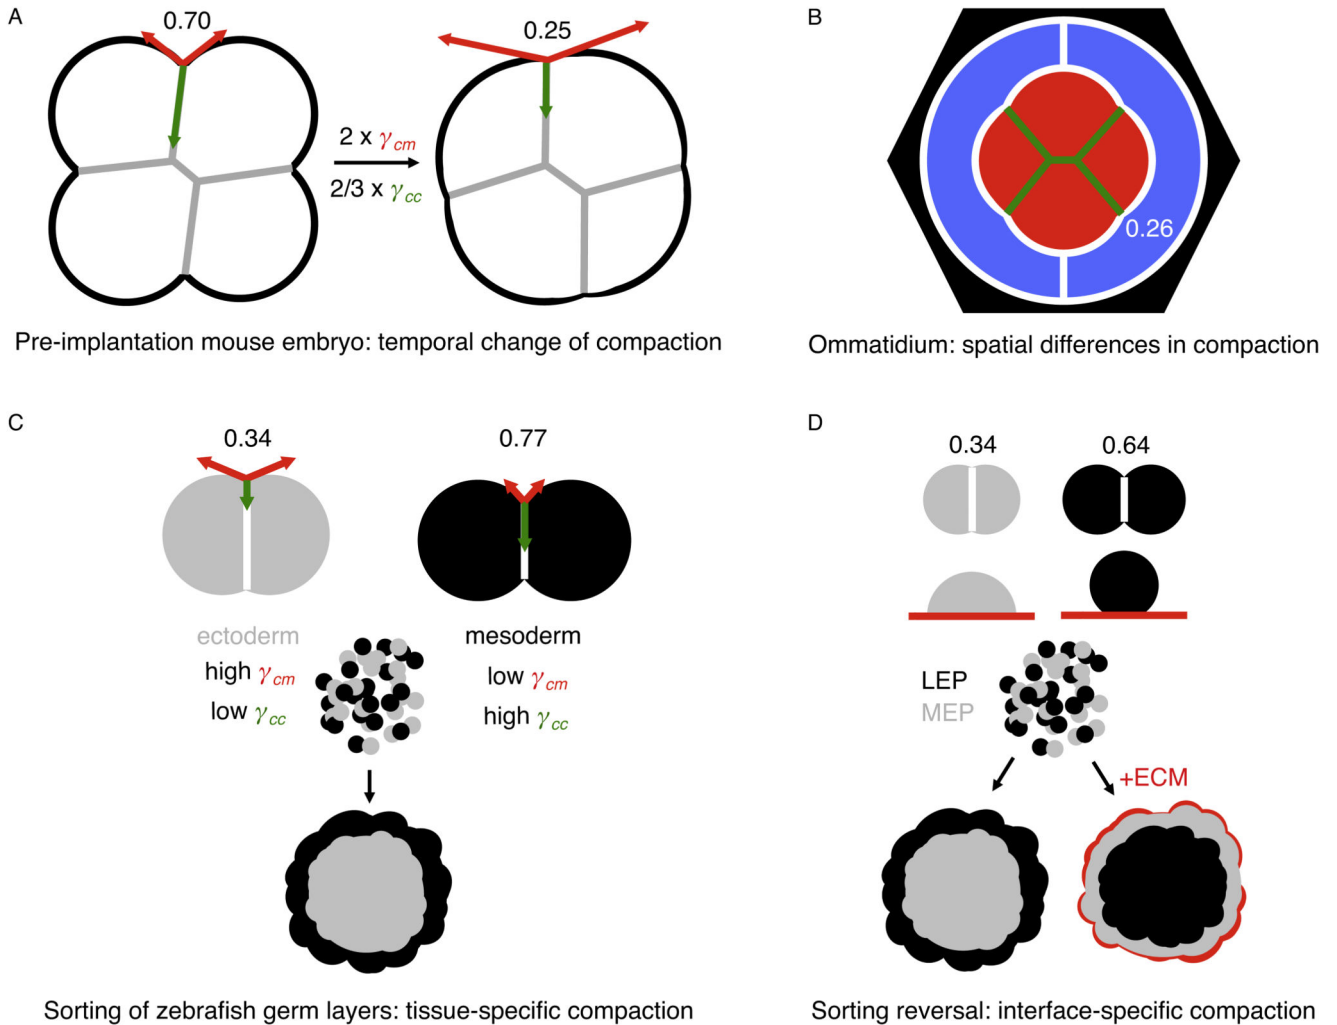 A
0.70
0.25
2 x γcm
2/3 x γcc
Pre-implantation mouse embryo: temporal change of compaction
B
0.26
Ommatidium: spatial differences in compaction
C
0.34
0.77
ectoderm
mesoderm
high γcm
low γcm
low γcc
high γcc
Sorting of zebrafish germ layers: tissue-specific compaction
D
0.34
0.64
LEP
MEP
+ECM
Sorting reversal: interface-specific compaction